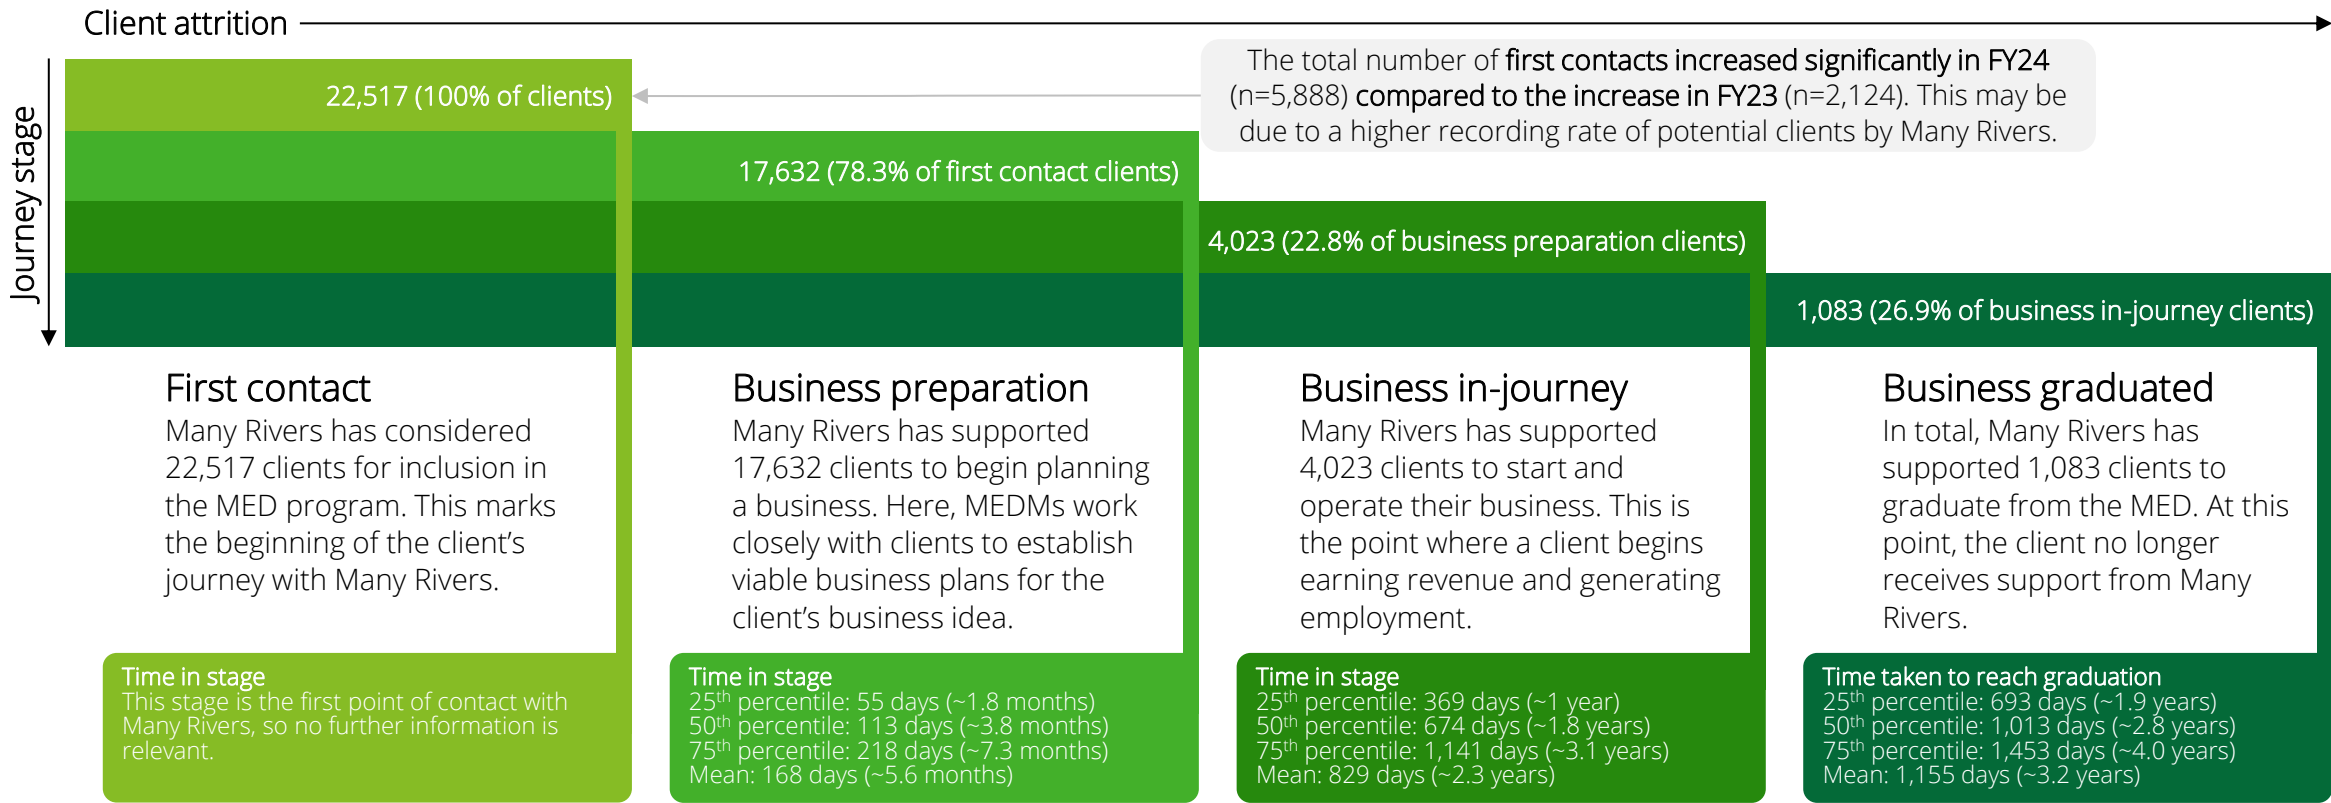 Client attrition
Journey stage
The total number of first contacts increased significantly in FY24
(n=5,888) compared to the increase in FY23 (n=2,124). This may be
due to a higher recording rate of potential clients by Many Rivers.
22,517 (100% of clients)
17,632 (78.3% of first contact clients)
4,023 (22.8% of business preparation clients)
1,083 (26.9% of business in-journey clients)
First contact
Many Rivers has considered
22,517 clients for inclusion in
the MED program. This marks
the beginning of the client’s
journey with Many Rivers.
Time in stage
This stage is the first point of contact with
Many Rivers, so no further information is
relevant.
Business preparation
Many Rivers has supported
17,632 clients to begin planning
a business. Here, MEDMs work
closely with clients to establish
viable business plans for the
client’s business idea.
Time in stage
25th percentile: 55 days (~1.8 months)
50th percentile: 113 days (~3.8 months)
75th percentile: 218 days (~7.3 months)
Mean: 168 days (~5.6 months)
Business in-journey
Many Rivers has supported
4,023 clients to start and
operate their business. This is
the point where a client begins
earning revenue and generating
employment.
Time in stage
25th percentile: 369 days (~1 year)
50th percentile: 674 days (~1.8 years)
75th percentile: 1,141 days (~3.1 years)
Mean: 829 days (~2.3 years)
Business graduated
In total, Many Rivers has
supported 1,083 clients to
graduate from the MED. At this
point, the client no longer
receives support from Many
Rivers.
Time taken to reach graduation
25th percentile: 693 days (~1.9 years)
50th percentile: 1,013 days (~2.8 years)
75th percentile: 1,453 days (~4.0 years)
Mean: 1,155 days (~3.2 years)